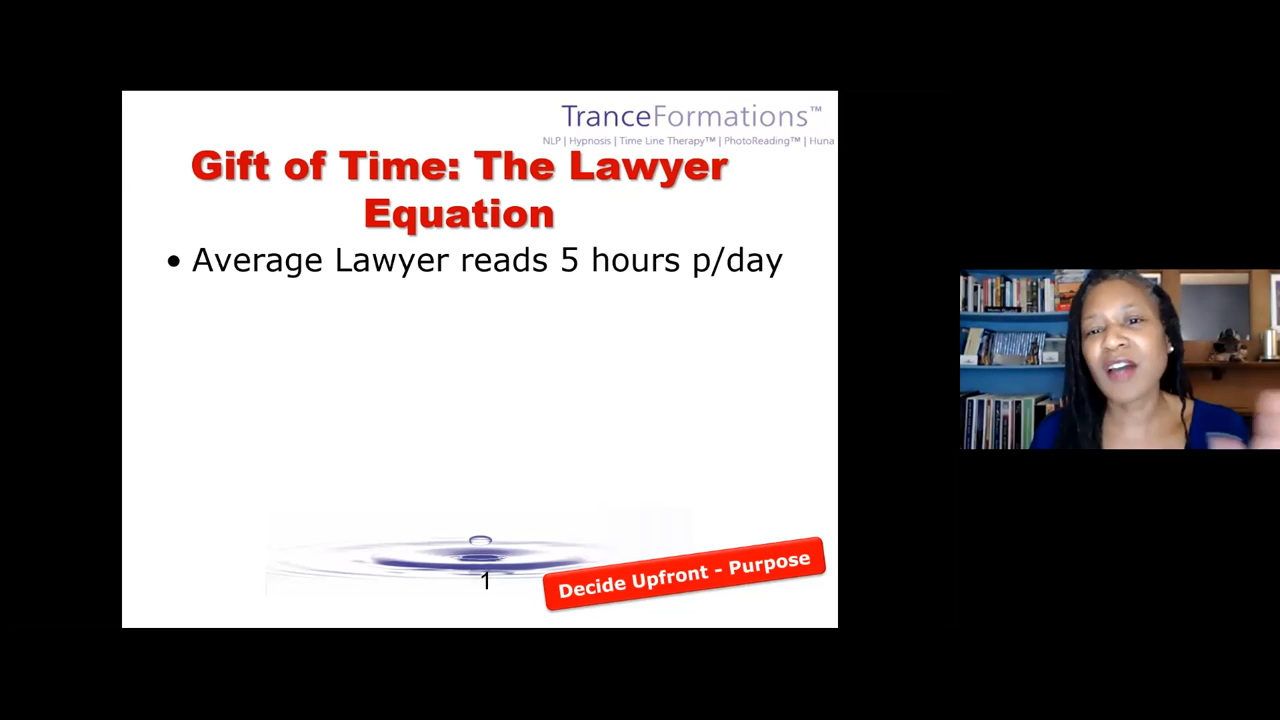 TranceFormations™
NLP | Hypnosis | Time Line Therapy™ | PhotoReading™ | Huna
Gift of Time: The Lawyer
Equation
• Average Lawyer reads 5 hours p/day
1
Decide Upfront - Purpose